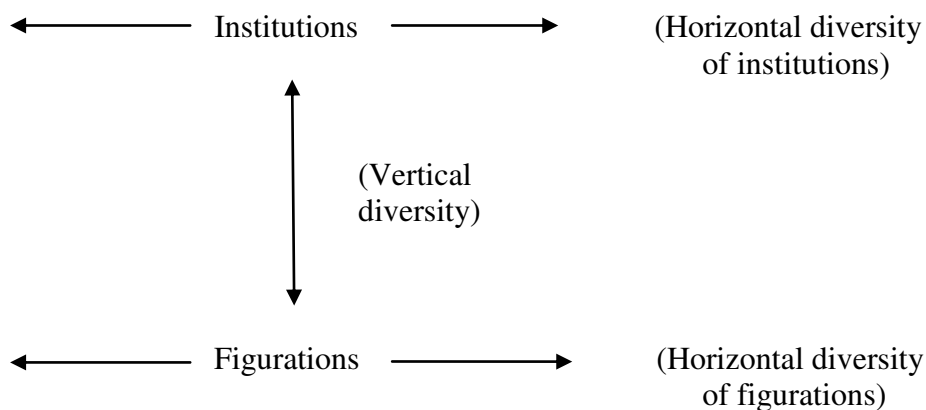 Institutions
(Horizontal diversity
of institutions)
(Vertical
diversity)
Figurations
(Horizontal diversity
of figurations)